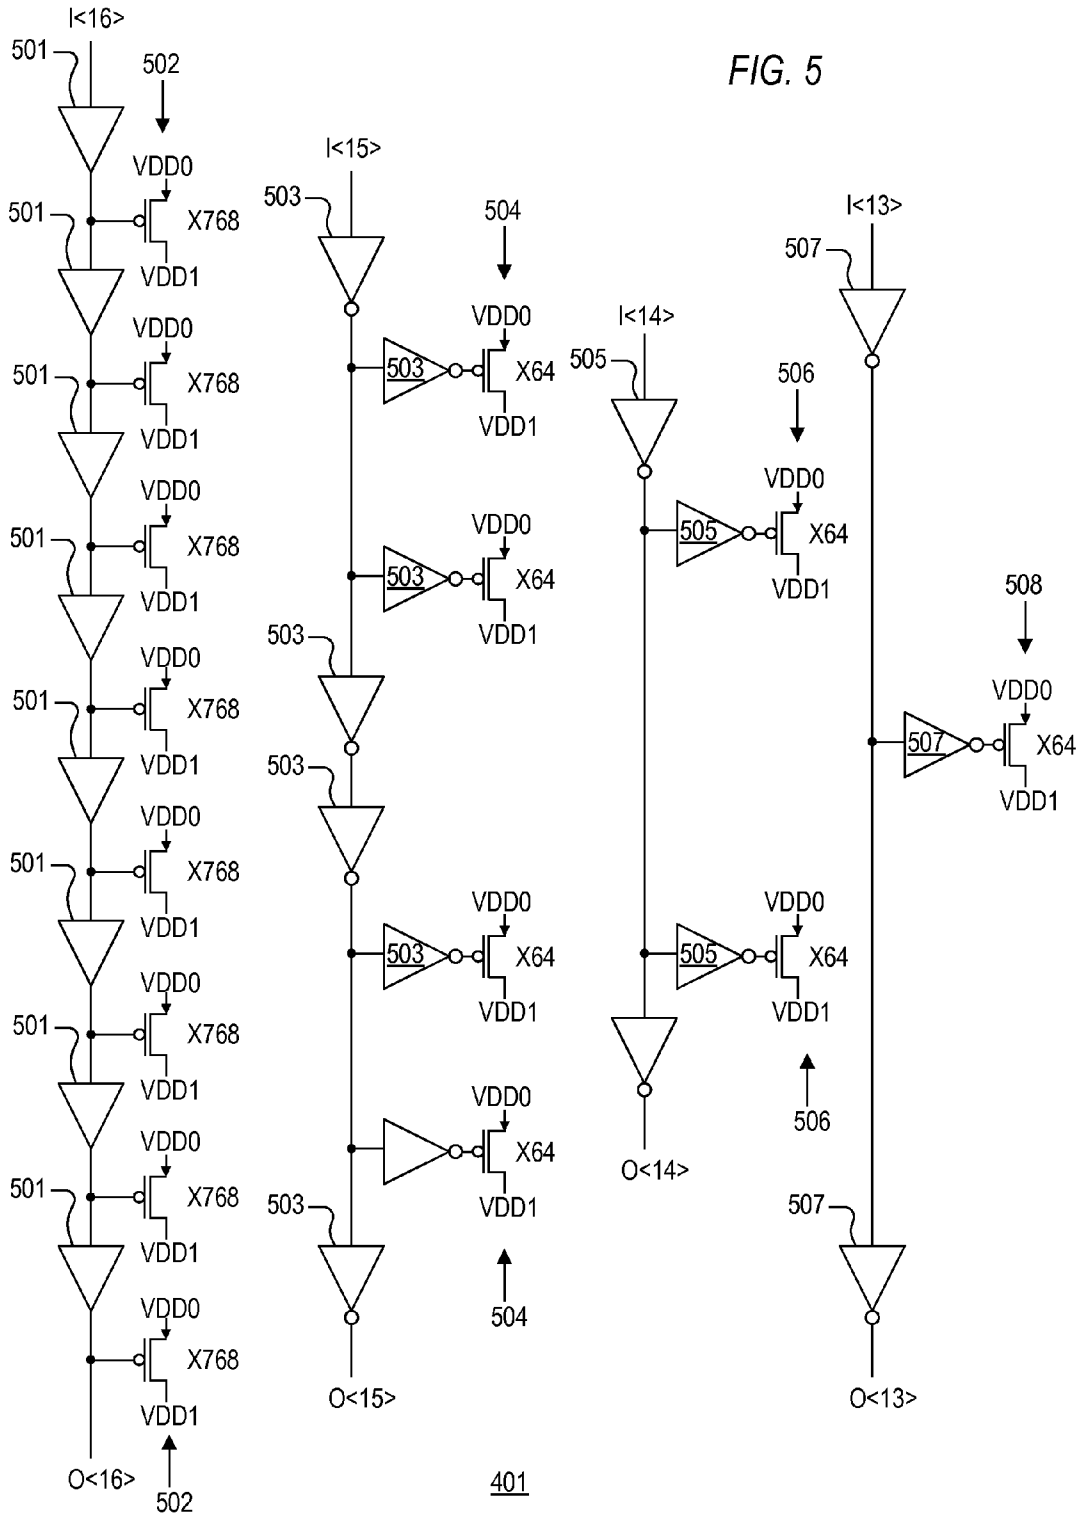 FIG. 5
I<16>
501
502
VDD0
X768
VDD1
501
VDD0
X768
VDD1
501
VDD0
X768
VDD1
501
VDD0
X768
VDD1
501
VDD0
X768
VDD1
501
VDD0
X768
VDD1
501
VDD0
X768
VDD1
501
VDD0
X768
VDD1
O<16>
502
I<15>
503
504
VDD0
503
X64
VDD1
VDD0
503
X64
VDD1
503
503
VDD0
503
X64
VDD1
VDD0
X64
VDD1
503
504
O<15>
I<14>
505
506
VDD0
505
X64
VDD1
VDD0
505
X64
VDD1
506
O<14>
I<13>
507
508
VDD0
507
X64
VDD1
507
O<13>
401